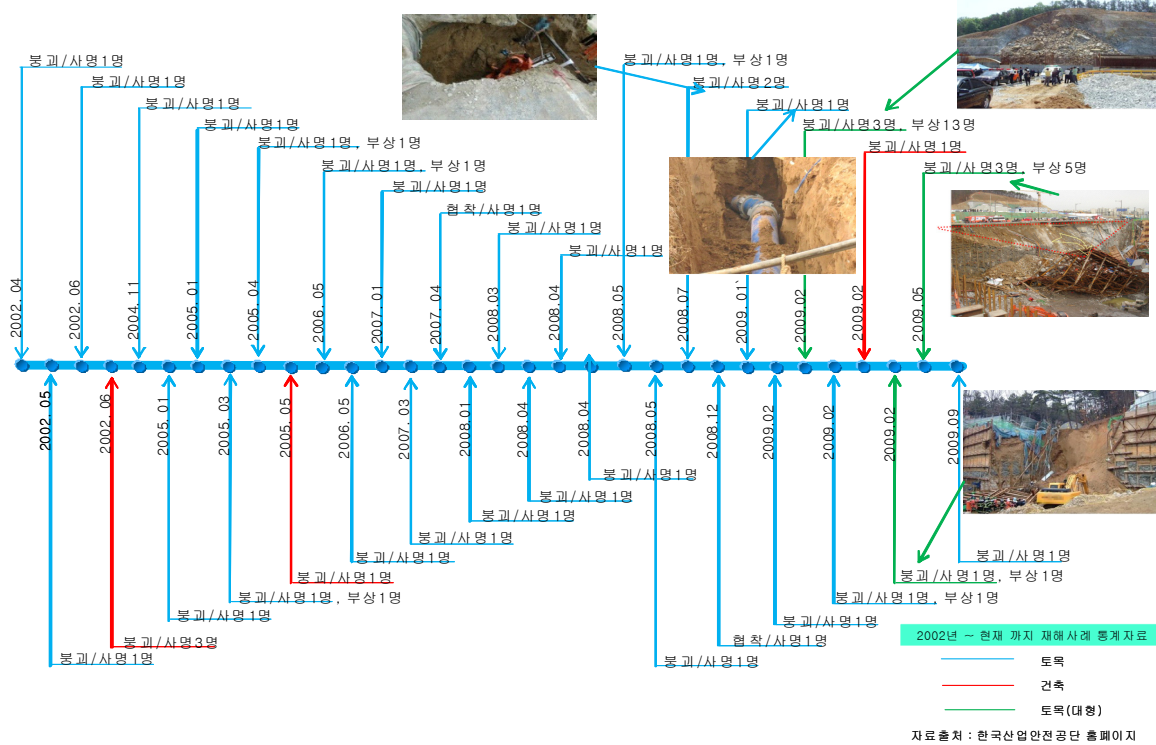 붕괴/사명1명
붕괴/사명1명
붕괴/사명1명
붕괴/사명1명
붕괴/사명1명, 부상1명
붕괴/사명1명, 부상1명
붕괴/사명1명
협착/사명1명
붕괴/사명1명
붕괴/사명1명
붕괴/사명1명, 부상1명
붕괴/사명2명
붕괴/사명1명
붕괴/사명3명, 부상13명
붕괴/사명1명
붕괴/사명3명, 부상5명
2002. 04
2002. 06
2004. 11
2005. 01
2005. 04
2006. 05
2007. 01
2007. 04
2008. 03
2008. 04
2008. 05
2008. 07
2009. 01`
2009. 02
2009. 02
2009. 05
2002. 05
2002. 06
2005. 01
2005. 03
2005. 05
2006. 05
2007. 03
2008. 01
2008. 04
2008. 04
2008. 05
2008. 12
2009. 02
2009. 02
2009. 02
2009. 09
붕괴/사명1명
붕괴/사명1명
붕괴/사명1명
붕괴/사명1명
붕괴/사명1명
붕괴/사명1명
붕괴/사명1명
붕괴/사명1명, 부상1명
붕괴/사명1명, 부상1명
붕괴/사명1명, 부상1명
붕괴/사명1명
붕괴/사명1명
붕괴/사명3명
협착/사명1명
붕괴/사명1명
붕괴/사명1명
2002년 ~ 현재 까지 재해사례 통계자료
토목
건축
토목(대형)
자료출처 : 한국산업안전공단 홈페이지